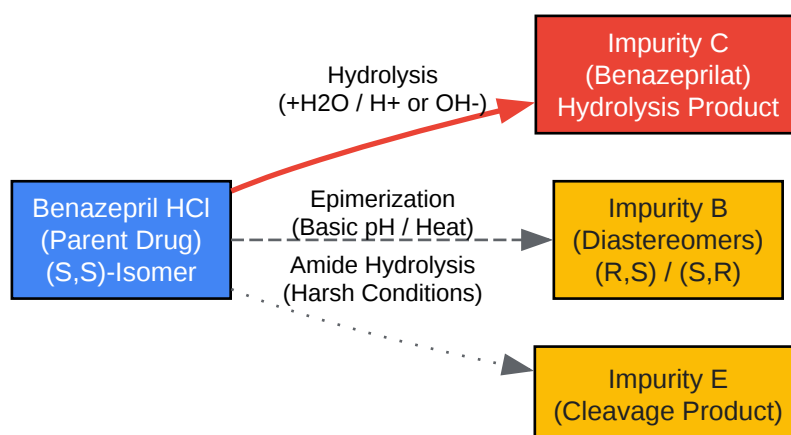 Impurity C
(Benazeprilat)
Hydrolysis Product
Hydrolysis
(+H2O / H+ or OH-)
Benazepril HCl
(Parent Drug)
(S,S)-Isomer
Epimerization
(Basic pH / Heat)
Amide Hydrolysis
(Harsh Conditions)
Impurity B
(Diastereomers)
(R,S) / (S,R)
Impurity E
(Cleavage Product)